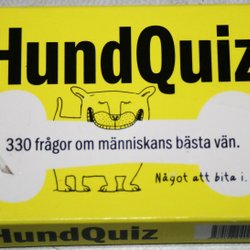 HundQuiz
330 frågor om människans bästa vän.
Något att bita i.
HundQuiz